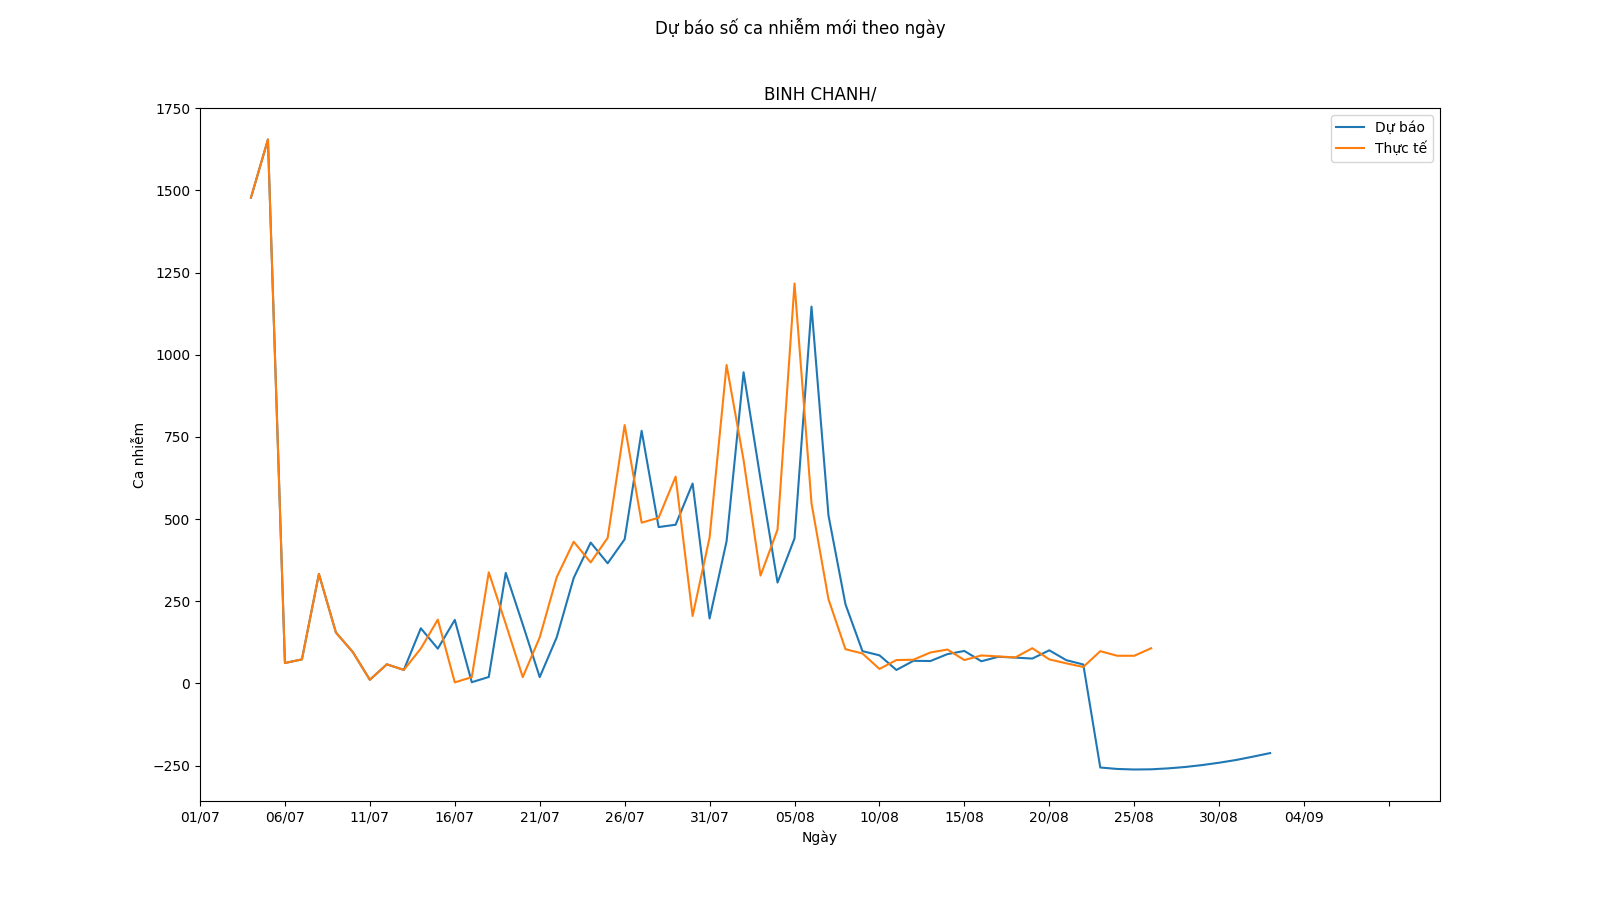 Dự báo số ca nhiễm mới theo ngày
BINH CHANH/
Dự báo
Thực tế
1750
1500
1250
1000
750
500
250
0
−250
Ca nhiễm
01/07 06/07 11/07 16/07 21/07 26/07 31/07 05/08 10/08 15/08 20/08 25/08 30/08 04/09
Ngày